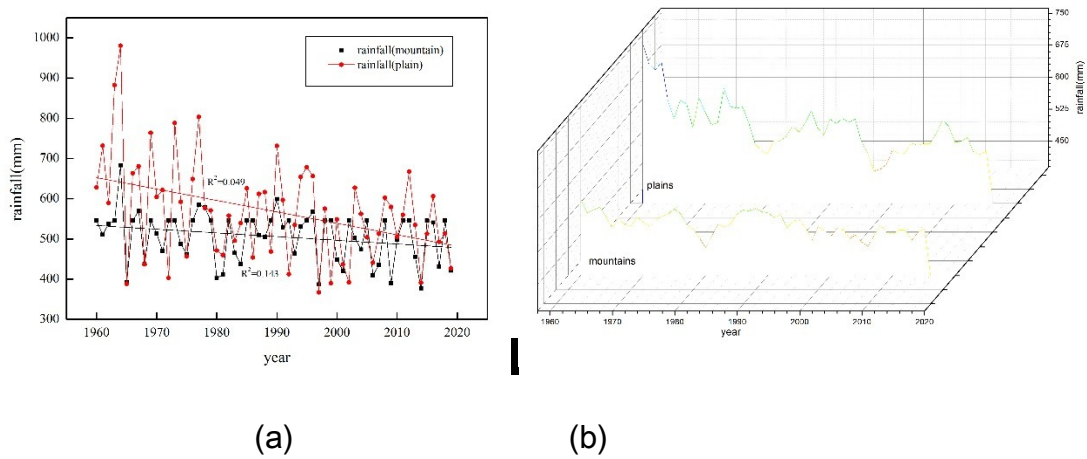 1000
900
800
700
600
500
400
300
rainfall(mm)
rainfall(mountain)
rainfall(plain)
R²=0.049
R²=0.143
1960 1970 1980 1990 2000 2010 2020
year
750
675
600
525
450
rainfall(mm)
plains
mountains
1960 1970 1980 1990 2000 2010 2020
year
(a) (b)